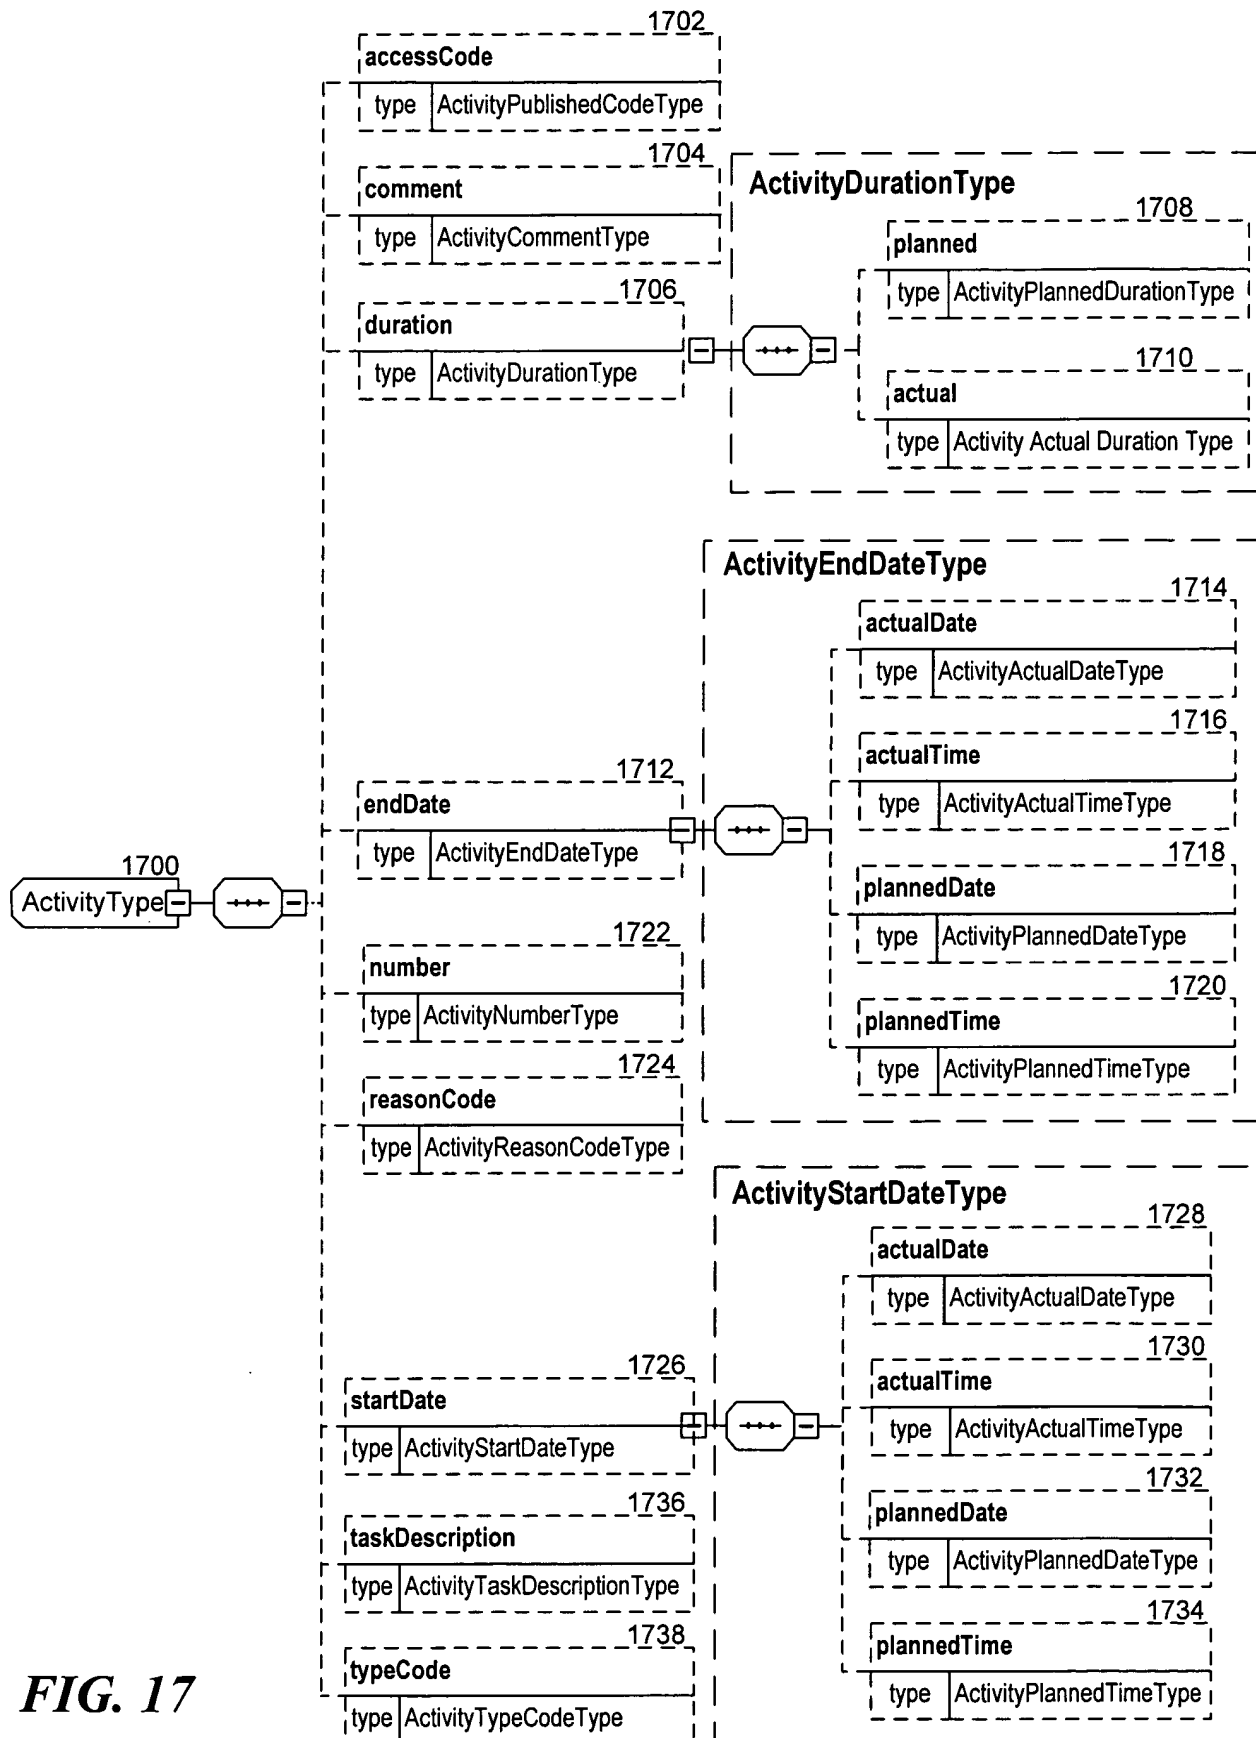 1702
accessCode
type ActivityPublishedCodeType
1704
comment
type ActivityCommentType
1706
duration
type ActivityDurationType
ActivityDurationType
1708
planned
type ActivityPlannedDurationType
1710
actual
type Activity Actual Duration Type
1700
ActivityType
1712
endDate
type ActivityEndDateType
ActivityEndDateType
1714
actualDate
type ActivityActualDateType
1716
actualTime
type ActivityActualTimeType
1718
plannedDate
type ActivityPlannedDateType
1720
plannedTime
type ActivityPlannedTimeType
1722
number
type ActivityNumberType
1724
reasonCode
type ActivityReasonCodeType
1726
startDate
type ActivityStartDateType
ActivityStartDateType
1728
actualDate
type ActivityActualDateType
1730
actualTime
type ActivityActualTimeType
1732
plannedDate
type ActivityPlannedDateType
1734
plannedTime
type ActivityPlannedTimeType
1736
taskDescription
type ActivityTaskDescriptionType
1738
typeCode
type ActivityTypeCodeType
FIG. 17